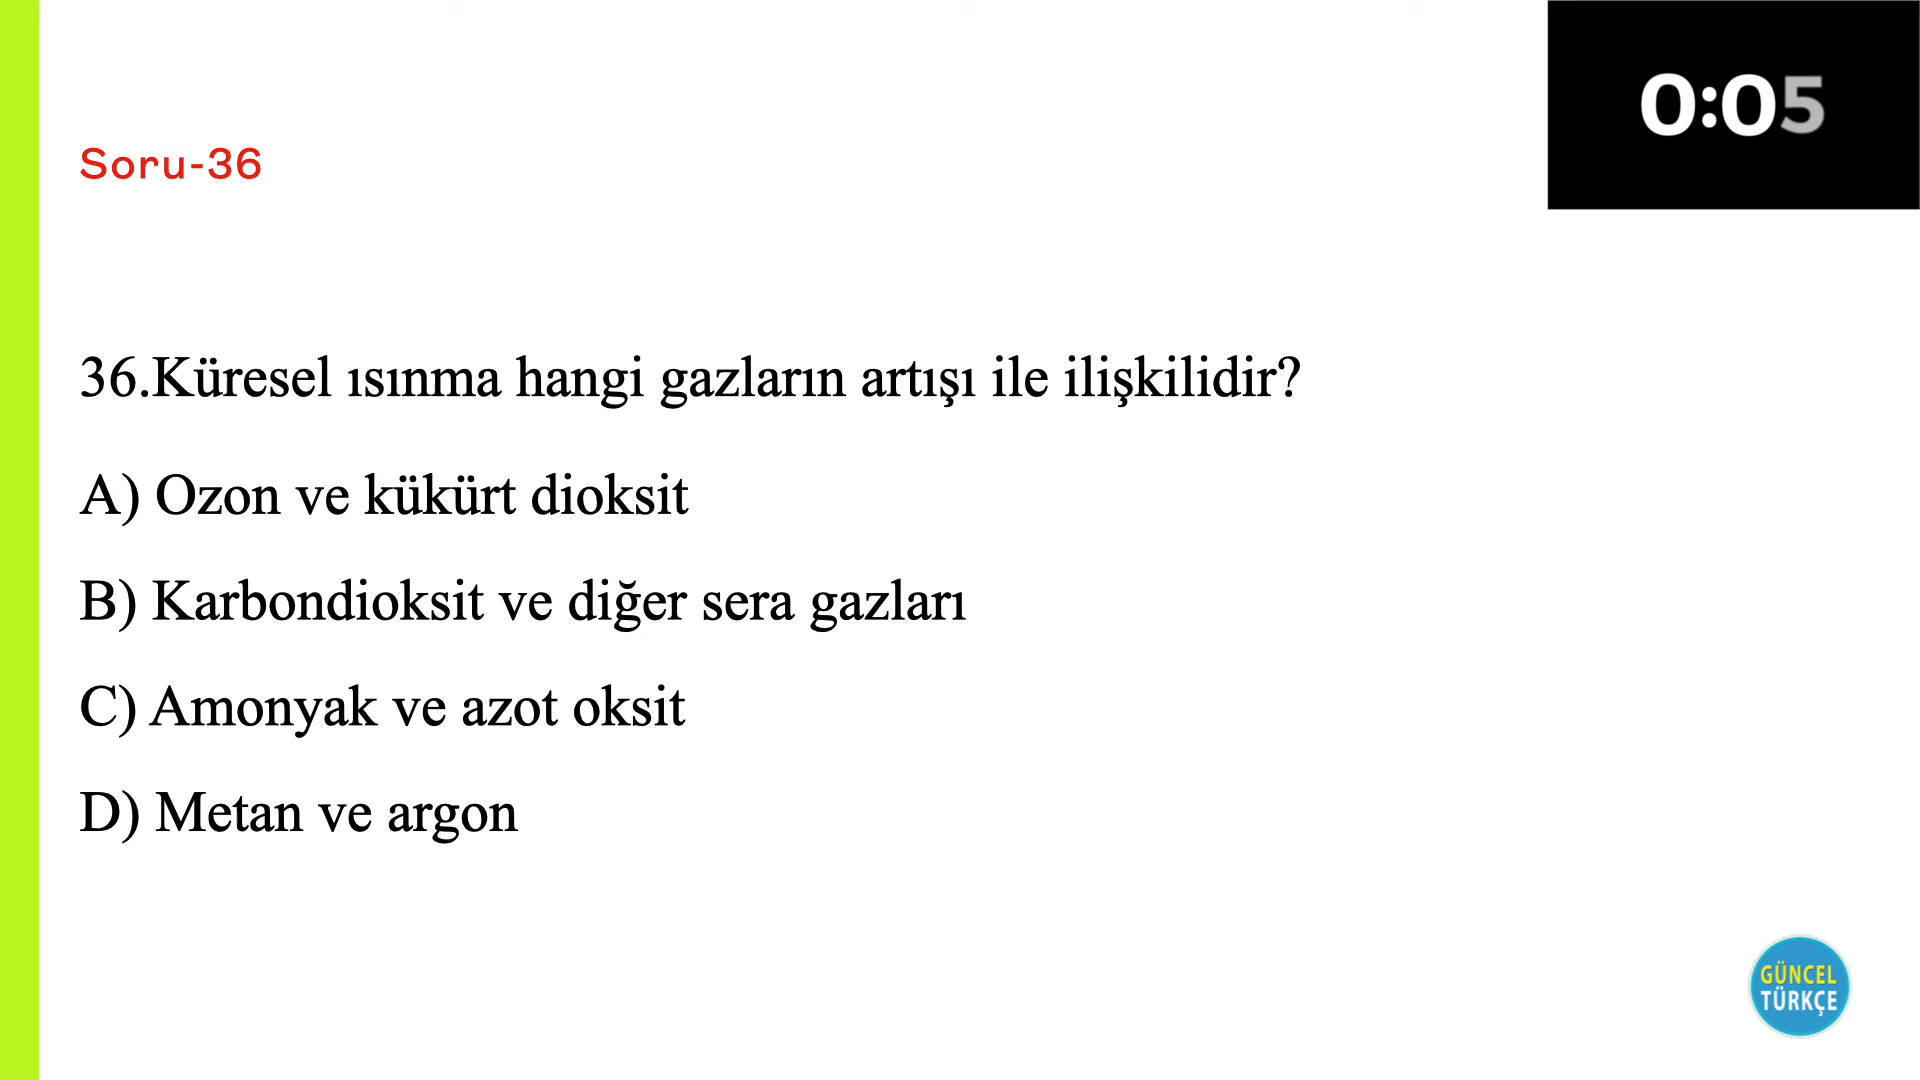 0:05
Soru-36
36.Küresel ısınma hangi gazların artışı ile ilişkilidir?
A) Ozon ve kükürt dioksit
B) Karbondioksit ve diğer sera gazları
C) Amonyak ve azot oksit
D) Metan ve argon
GÜNCEL
TÜRKÇE